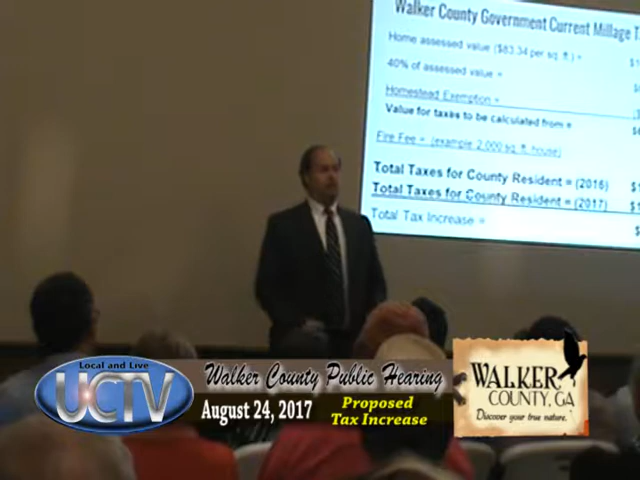 Walker County Government Current Millage T
Home assessed value ($83.34 per sq. ft.) =
40% of assessed value =
Homestead Exemption =
Value for taxes to be calculated from =
Fire Fee = (example 2,000 sq. ft. house)
Total Taxes for County Resident = (2016)
Total Taxes for County Resident = (2017)
Total Tax Increase =
Local and Live
UCTV
Walker County Public Hearing
August 24, 2017
Proposed
Tax Increase
WALKER
COUNTY, GA
Discover your true nature.